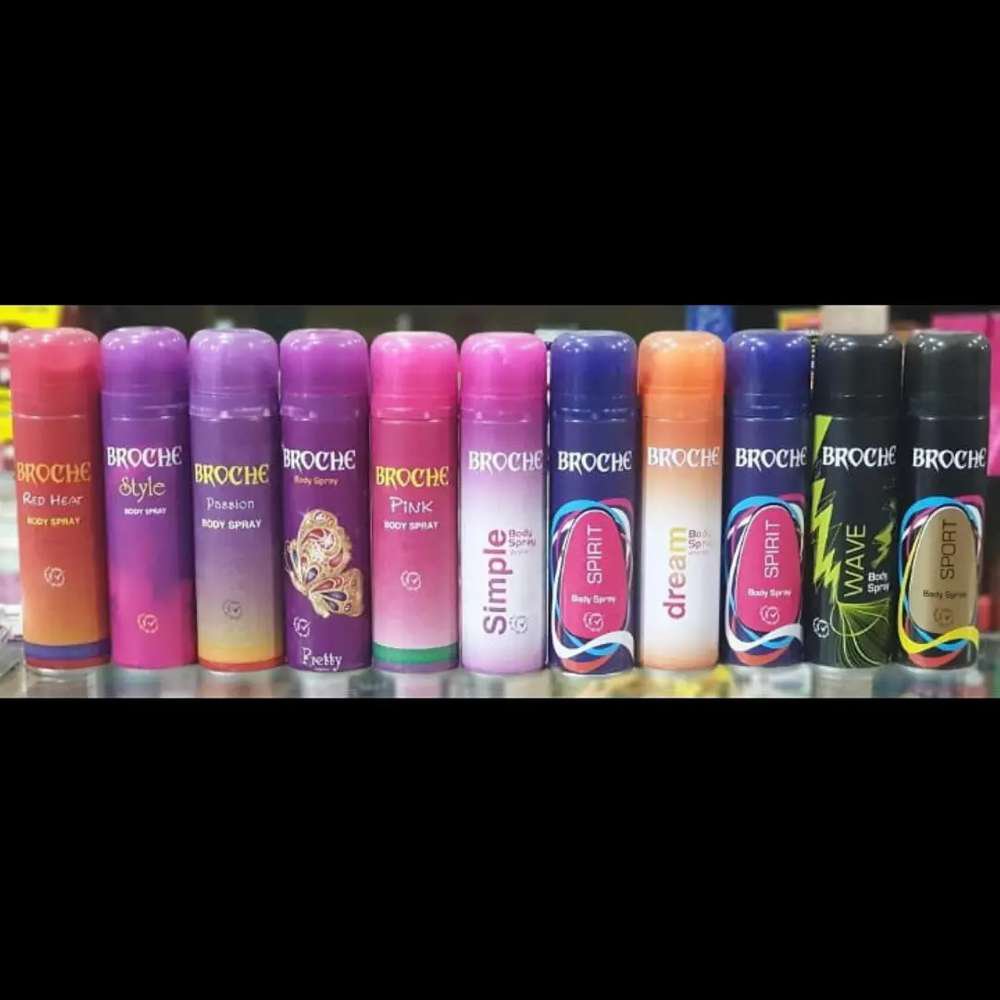 BROCHE
RED HEAT
BODY SPRAY
BROCHE
Style
BODY SPRAY
BROCHE
Passion
BODY SPRAY
BROCHE
Body Spray
Pretty
BROCHE
PINK
BODY SPRAY
BROCHE
Simple
Body
Spray
BROCHE
SPIRIT
Body Spray
BROCHE
dream
Body
Spray
BROCHE
SPIRIT
Body Spray
BROCHE
WAVE
Body
Spray
BROCHE
SPORT
Body Spray